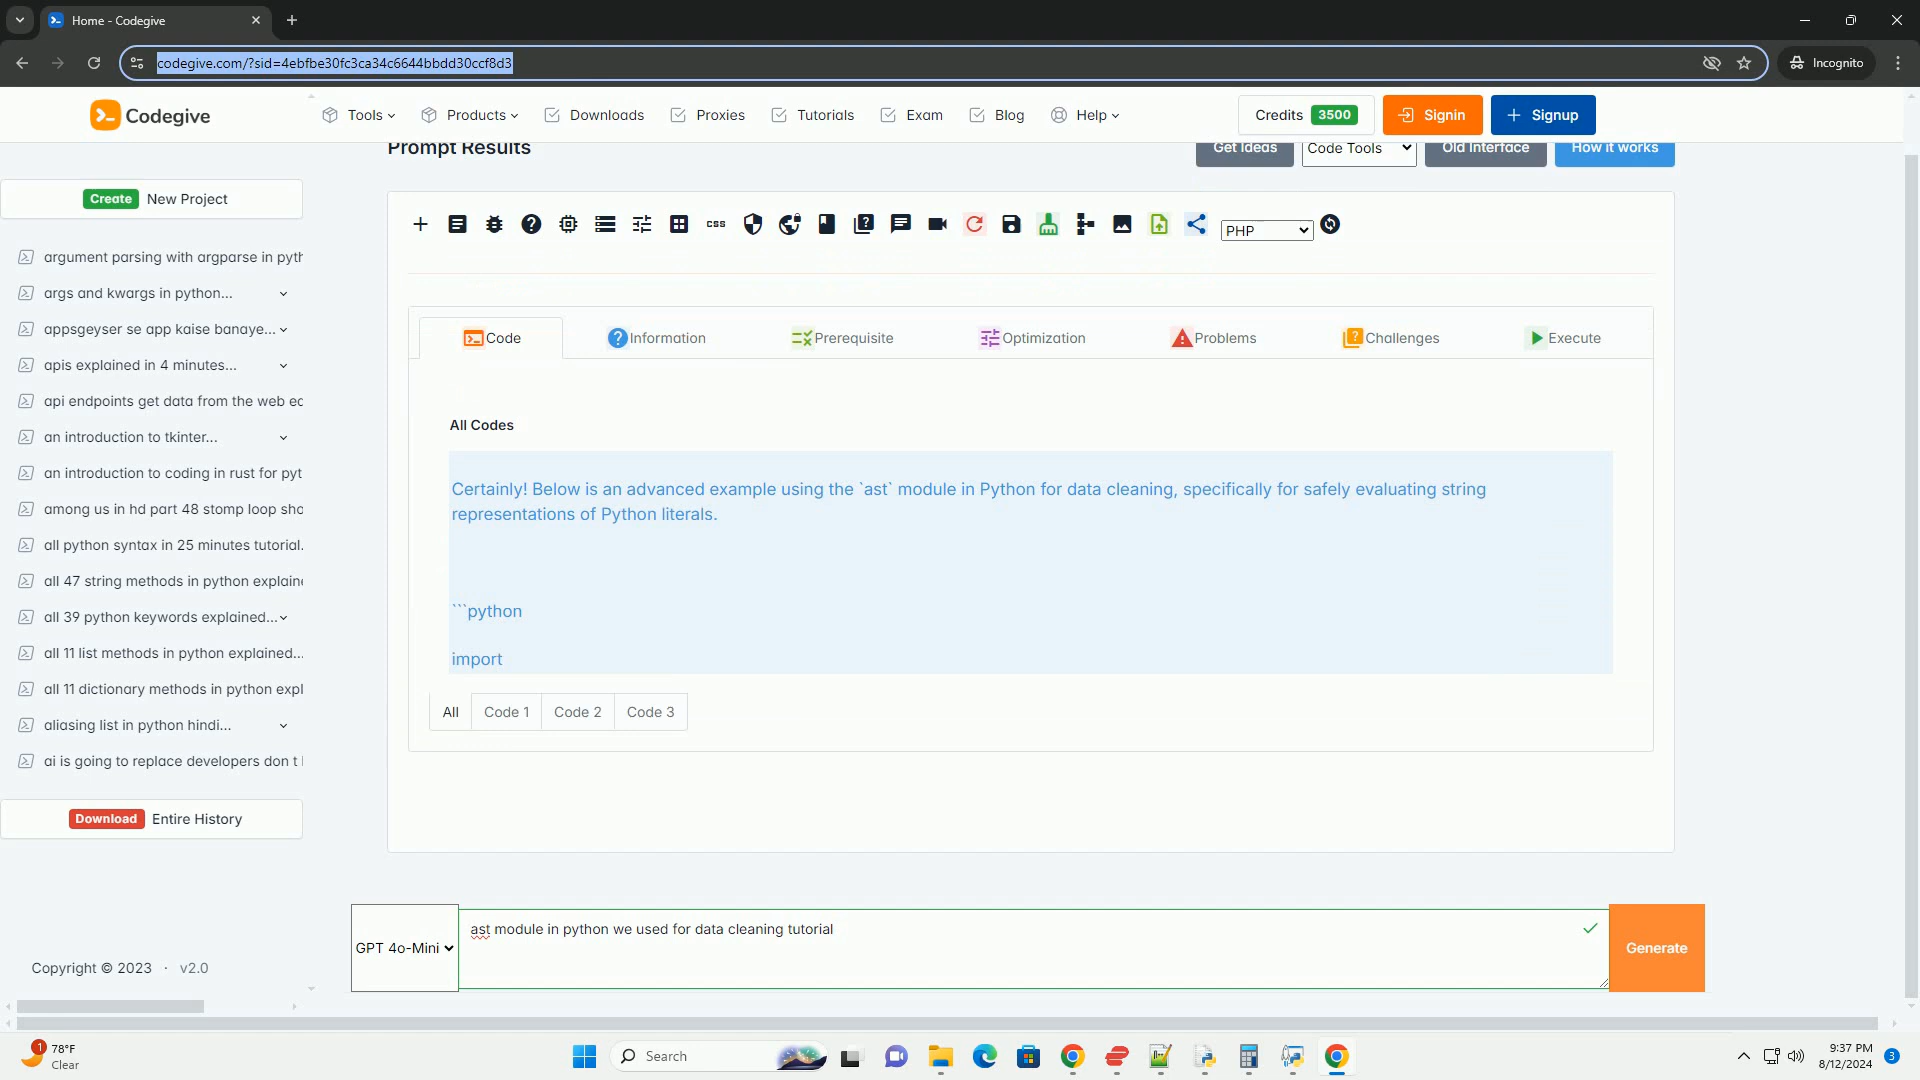 Home - Codegive
codegive.com/?sid=4ebfbe30fc3ca34c6644bbdd30ccf8d3
Incognito
Codegive
Tools
Products
Downloads
Proxies
Tutorials
Exam
Blog
Help
Credits 3500
Signin
Signup
Prompt Results
Get Ideas
Code Tools
Old Interface
How it works
Create New Project
argument parsing with argparse in pyth
args and kwargs in python...
appsgeyser se app kaise banaye...
apis explained in 4 minutes...
api endpoints get data from the web ec
an introduction to tkinter...
an introduction to coding in rust for pyt
among us in hd part 48 stomp loop sho
all python syntax in 25 minutes tutorial.
all 47 string methods in python explaine
all 39 python keywords explained...
all 11 list methods in python explained...
all 11 dictionary methods in python expl
aliasing list in python hindi...
ai is going to replace developers don t
Download Entire History
Copyright © 2023 · v2.0
css
PHP
Code
Information
Prerequisite
Optimization
Problems
Challenges
Execute
All Codes
Certainly! Below is an advanced example using the `ast` module in Python for data cleaning, specifically for safely evaluating string
representations of Python literals.
```python
import
All
Code 1
Code 2
Code 3
GPT 4o-Mini
ast module in python we used for data cleaning tutorial
Generate
1
78°F
Clear
Search
9:37 PM
8/12/2024
3